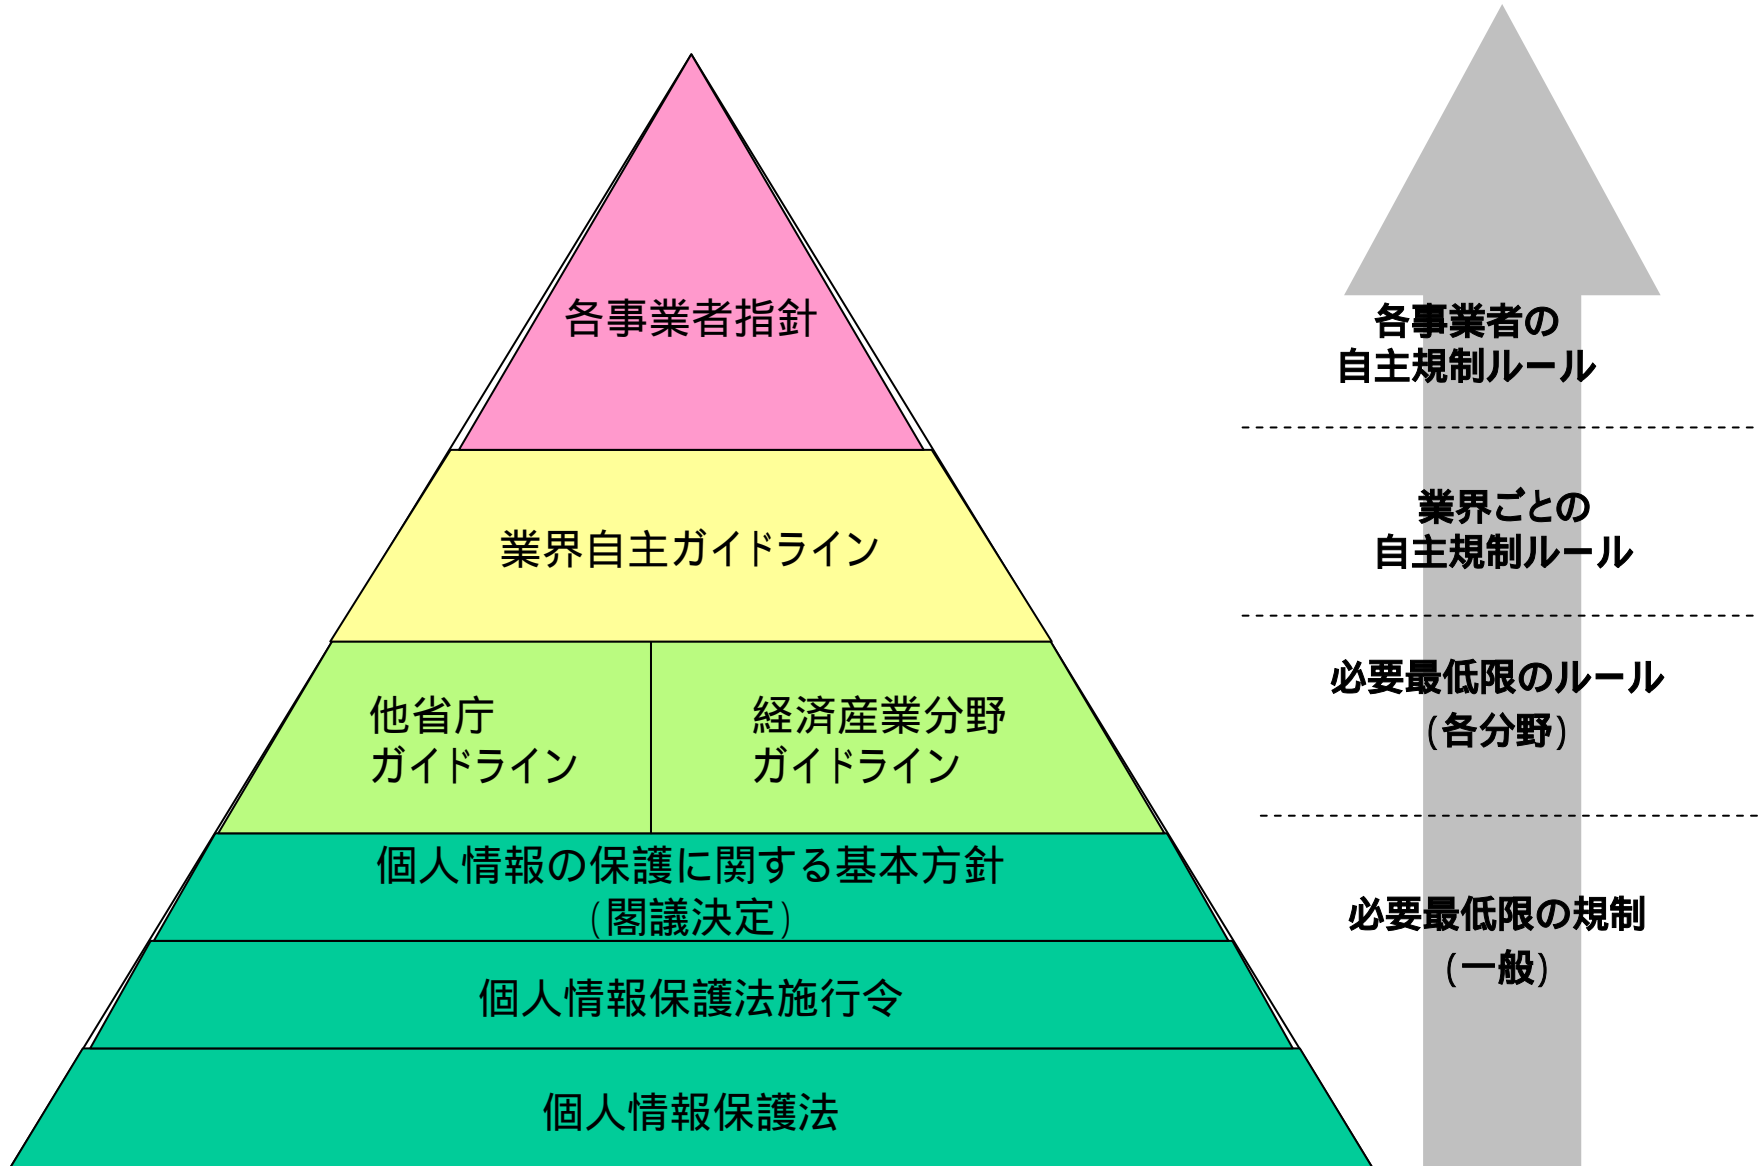 各事業者指針
業界自主ガイドライン
他省庁
ガイドライン
経済産業分野
ガイドライン
個人情報の保護に関する基本方針
(閣議決定)
個人情報保護法施行令
個人情報保護法
各事業者の
自主規制ルール
業界ごとの
自主規制ルール
必要最低限のルール
(各分野)
必要最低限の規制
(一般)